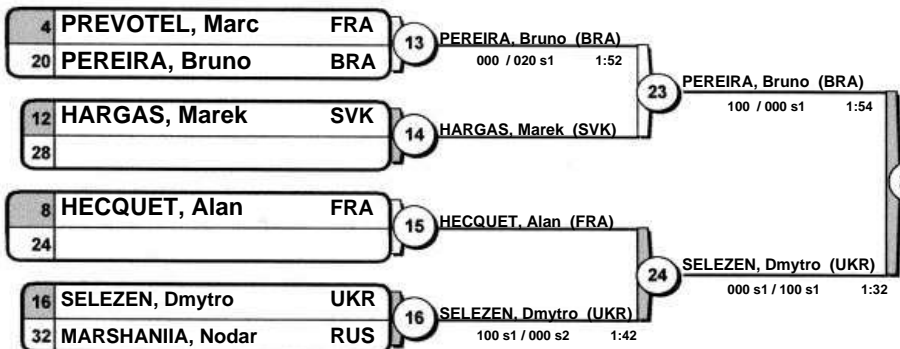 4 PREVOTEL, Marc FRA
20 PEREIRA, Bruno BRA
13
PEREIRA, Bruno (BRA)
000 / 020 s1 1:52
12 HARGAS, Marek SVK
28
14
HARGAS, Marek (SVK)
23
PEREIRA, Bruno (BRA)
100 / 000 s1 1:54
8 HECQUET, Alan FRA
24
15
HECQUET, Alan (FRA)
16 SELEZEN, Dmytro UKR
32 MARSHANIIA, Nodar RUS
16
SELEZEN, Dmytro (UKR)
100 s1 / 000 s2 1:42
24
SELEZEN, Dmytro (UKR)
000 s1 / 100 s1 1:32